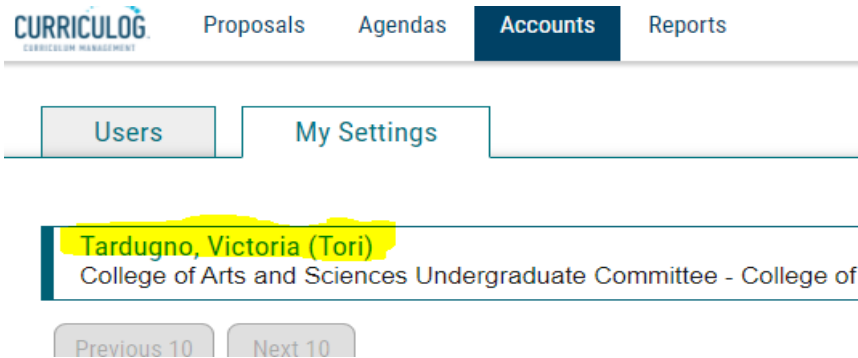 CURRICULOG
CURRICULUM MANAGEMENT
Proposals Agendas Accounts Reports
Users My Settings
Tardugno, Victoria (Tori)
College of Arts and Sciences Undergraduate Committee - College of
Previous 10 Next 10